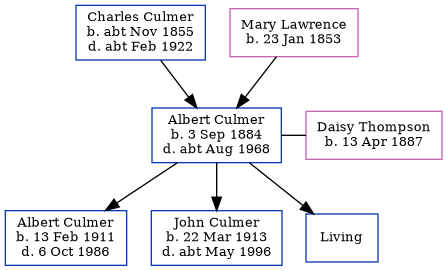 Charles Culmer
b. abt Nov 1855
d. abt Feb 1922
Mary Lawrence
b. 23 Jan 1853
Albert Culmer
b. 3 Sep 1884
d. abt Aug 1968
Daisy Thompson
b. 13 Apr 1887
Albert Culmer
b. 13 Feb 1911
d. 6 Oct 1986
John Culmer
b. 22 Mar 1913
d. abt May 1996
Living